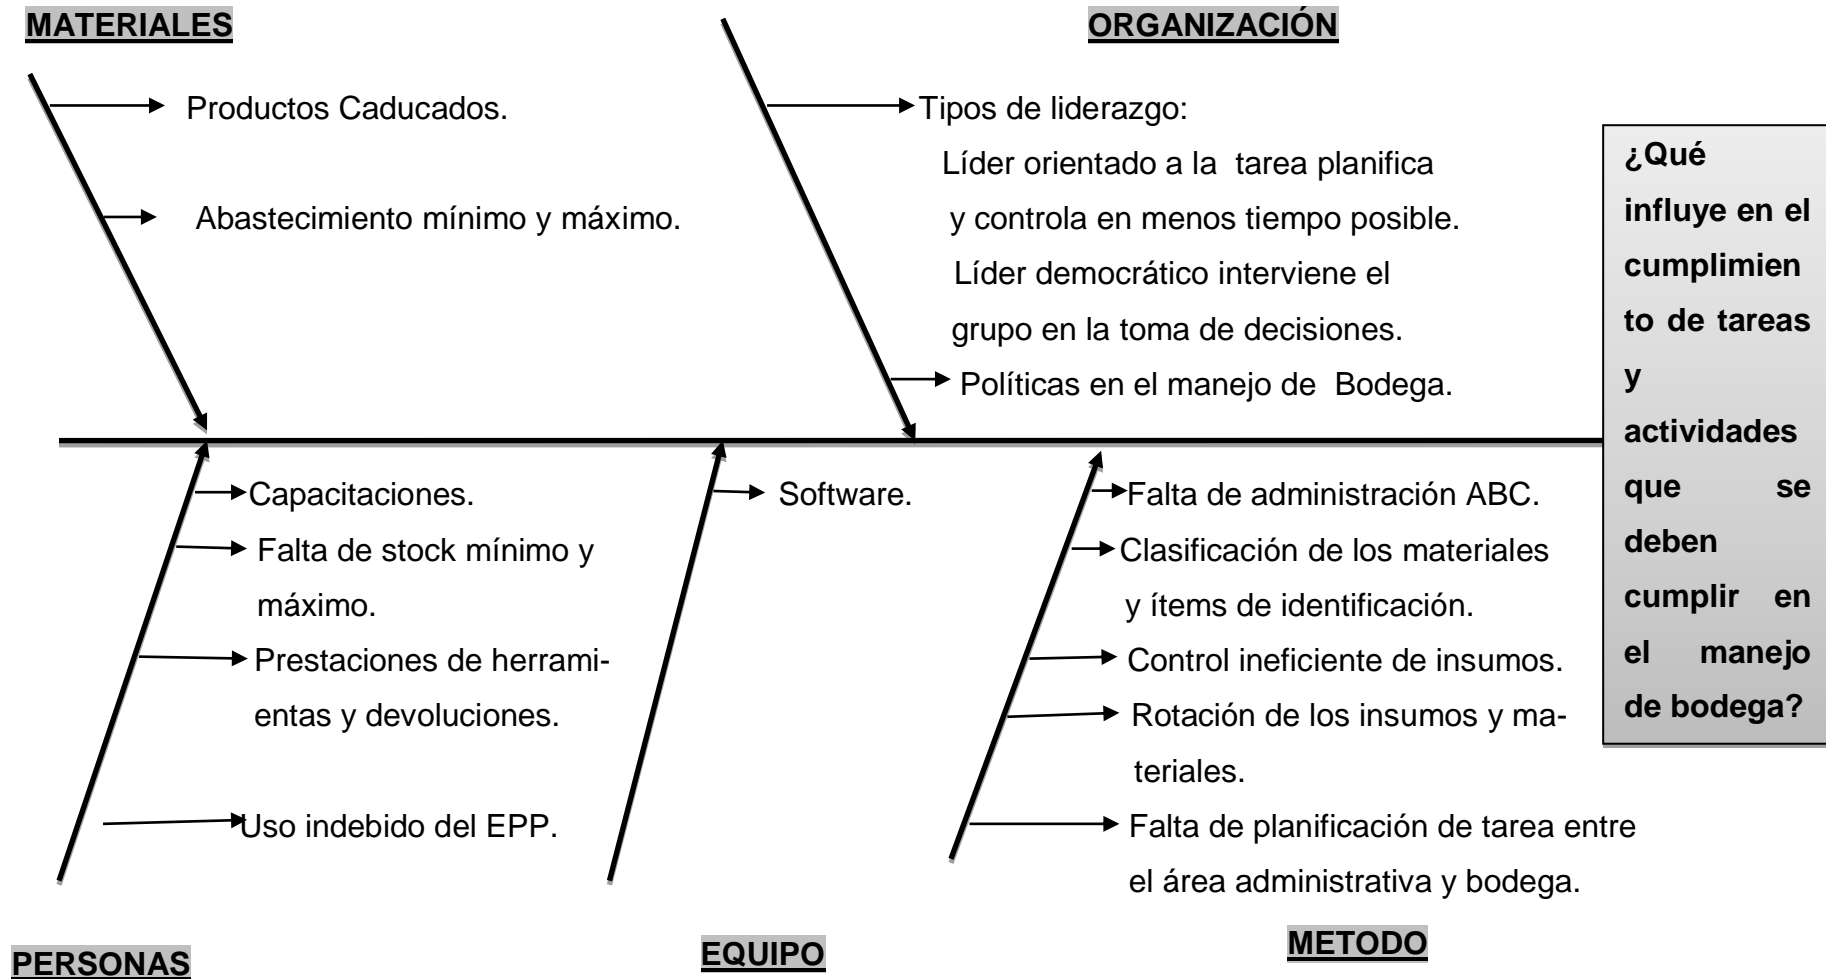 MATERIALES
Productos Caducados.
Abastecimiento mínimo y máximo.
ORGANIZACIÓN
Tipos de liderazgo:
Líder orientado a la tarea planifica
y controla en menos tiempo posible.
Líder democrático interviene el
grupo en la toma de decisiones.
Políticas en el manejo de Bodega.
¿Qué
influye en el
cumplimien
to de tareas
y
actividades
que se
deben
cumplir en
el manejo
de bodega?
Capacitaciones.
Falta de stock mínimo y
máximo.
Prestaciones de herrami-
entas y devoluciones.
Uso indebido del EPP.
PERSONAS
Software.
EQUIPO
Falta de administración ABC.
Clasificación de los materiales
y ítems de identificación.
Control ineficiente de insumos.
Rotación de los insumos y ma-
teriales.
Falta de planificación de tarea entre
el área administrativa y bodega.
METODO